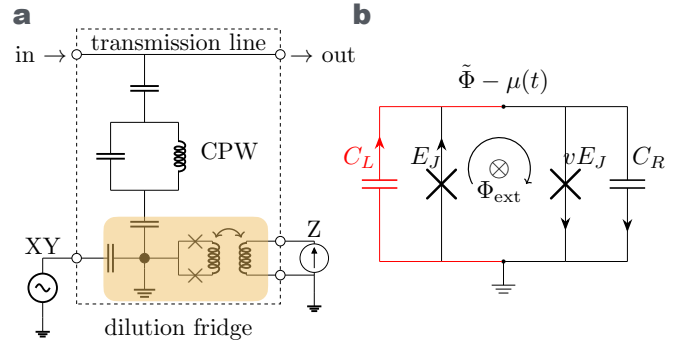 a
in → transmission line → out
CPW
XY
Z
dilution fridge
b
Φ̃ − μ(t)
C_L E_J Φ_ext vE_J C_R